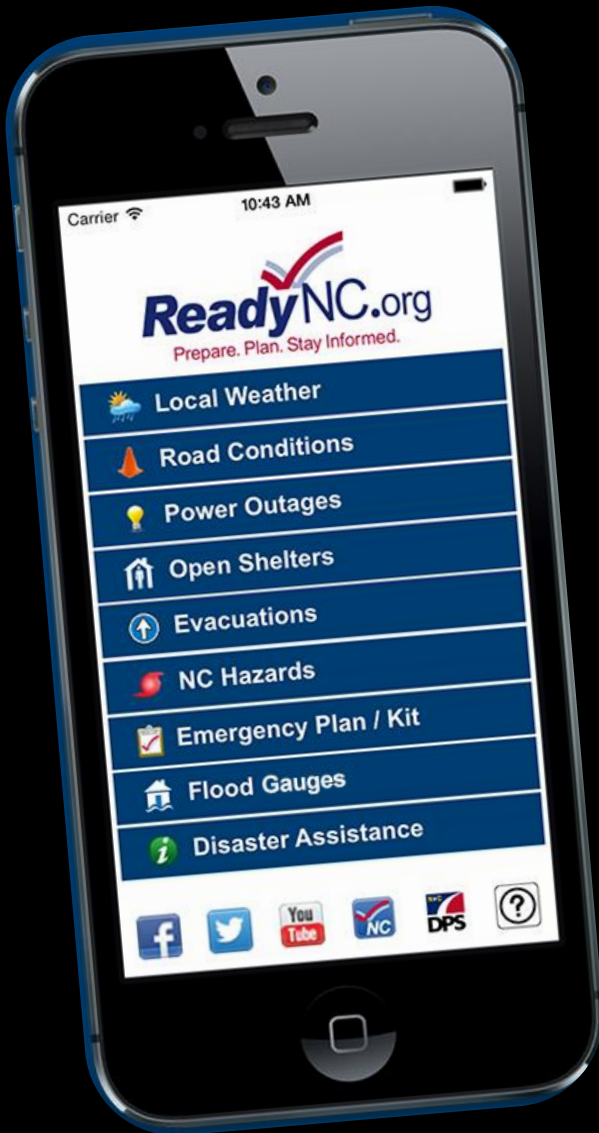 Carrier
10:43 AM
ReadyNC.org
Prepare. Plan. Stay Informed.
Local Weather
Road Conditions
Power Outages
Open Shelters
Evacuations
NC Hazards
Emergency Plan / Kit
Flood Gauges
i Disaster Assistance
f
You
Tube
NC
NC
DPS
?